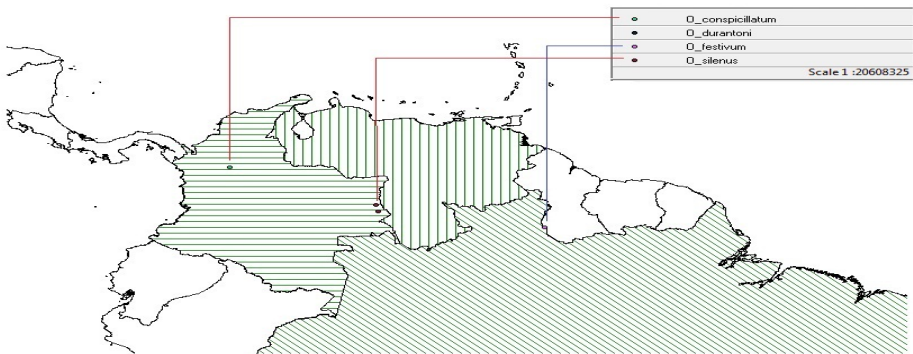 O_conspicillatum
O_durantoni
O_festivum
O_silenus
Scale 1 :20608325